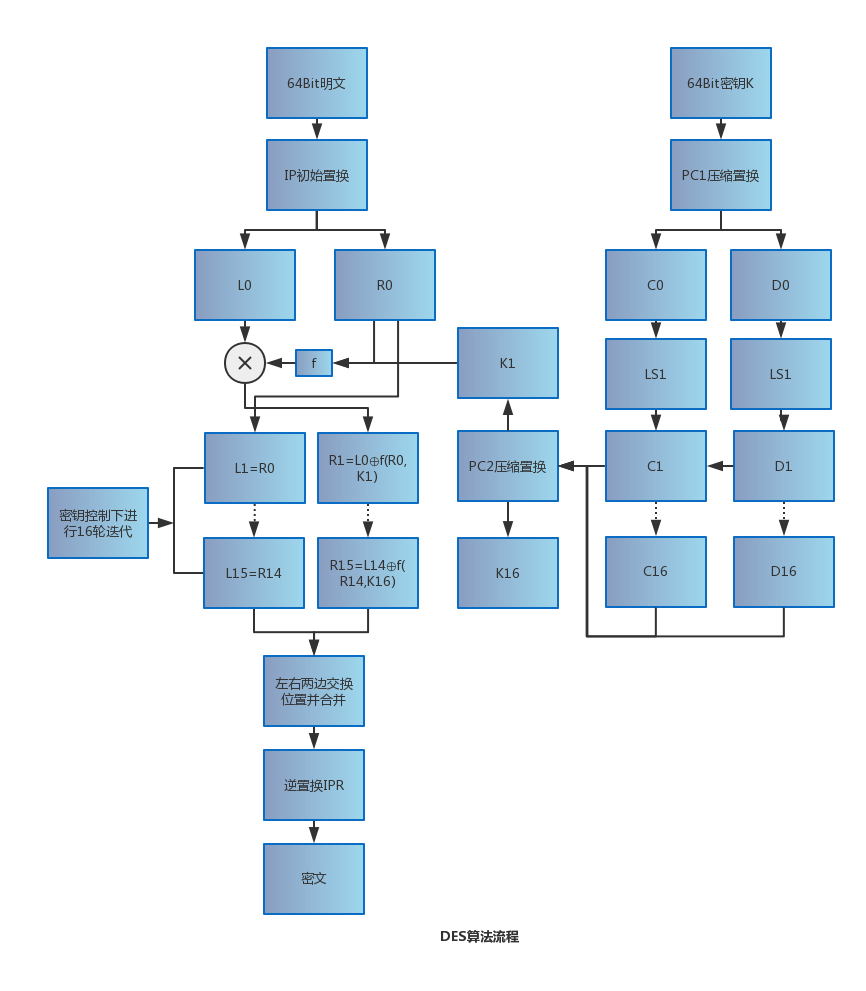 64Bit明文
64Bit密钥K
IP初始置换
PC1压缩置换
L0
R0
C0
D0
f
K1
LS1
LS1
L1=R0
R1=L0⊕f(R0,
K1)
PC2压缩置换
C1
D1
密钥控制下进
行16轮迭代
L15=R14
R15=L14⊕f(
R14,K16)
K16
C16
D16
左右两边交换
位置并合并
逆置换IPR
密文
DES算法流程